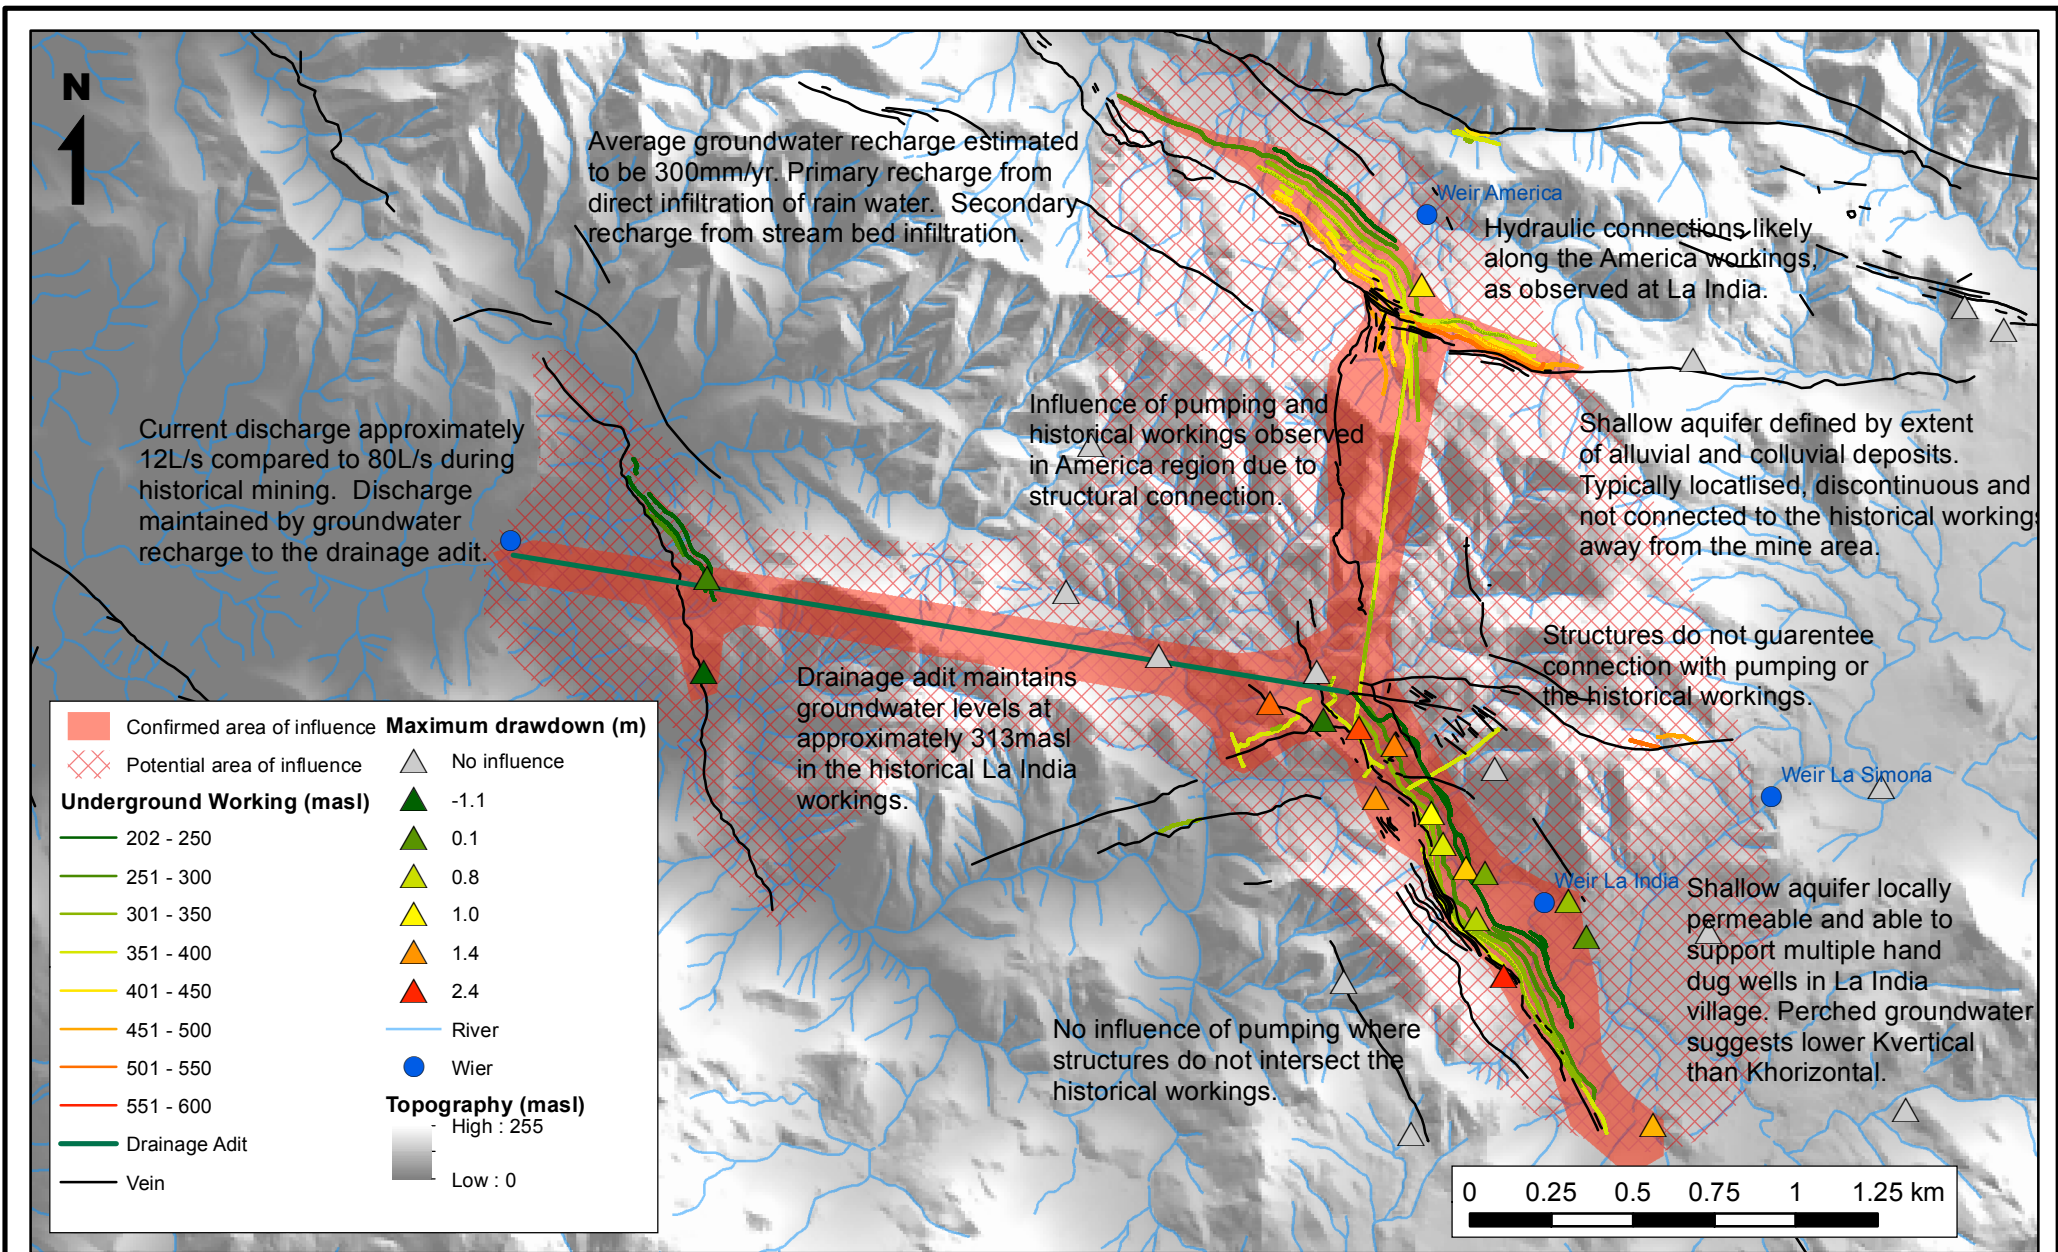 N
Average groundwater recharge estimated
to be 300mm/yr. Primary recharge from
direct infiltration of rain water.  Secondary
recharge from stream bed infiltration.
Weir America
Hydraulic connections likely
along the America workings,
as observed at La India.
Current discharge approximately
12L/s compared to 80L/s during
historical mining.  Discharge
maintained by groundwater
recharge to the drainage adit.
Influence of pumping and
historical workings observed
in America region due to
structural connection.
Shallow aquifer defined by extent
of alluvial and colluvial deposits.
Typically locatlised, discontinuous and
not connected to the historical workings
away from the mine area.
Structures do not guarentee
connection with pumping or
the historical workings.
Drainage adit maintains
groundwater levels at
approximately 313masl
in the historical La India
workings.
Weir La Simona
Weir La India
Shallow aquifer locally
permeable and able to
support multiple hand
dug wells in La India
village. Perched groundwater
suggests lower Kvertical
than Khorizontal.
No influence of pumping where
structures do not intersect the
historical workings.
Confirmed area of influence
Potential area of influence
Underground Working (masl)
202 - 250
251 - 300
301 - 350
351 - 400
401 - 450
451 - 500
501 - 550
551 - 600
Drainage Adit
Vein
Maximum drawdown (m)
No influence
-1.1
0.1
0.8
1.0
1.4
2.4
River
Wier
Topography (masl)
High : 255
Low : 0
0 0.25 0.5 0.75 1 1.25 km